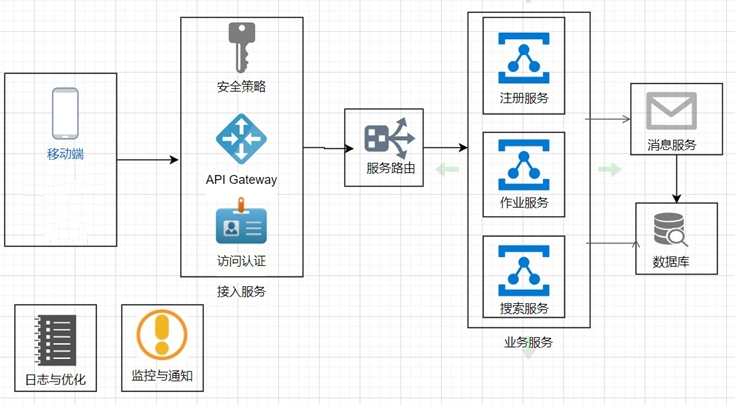 移动端
安全策略
API Gateway
访问认证
接入服务
服务路由
注册服务
作业服务
搜索服务
业务服务
消息服务
数据库
日志与优化
监控与通知